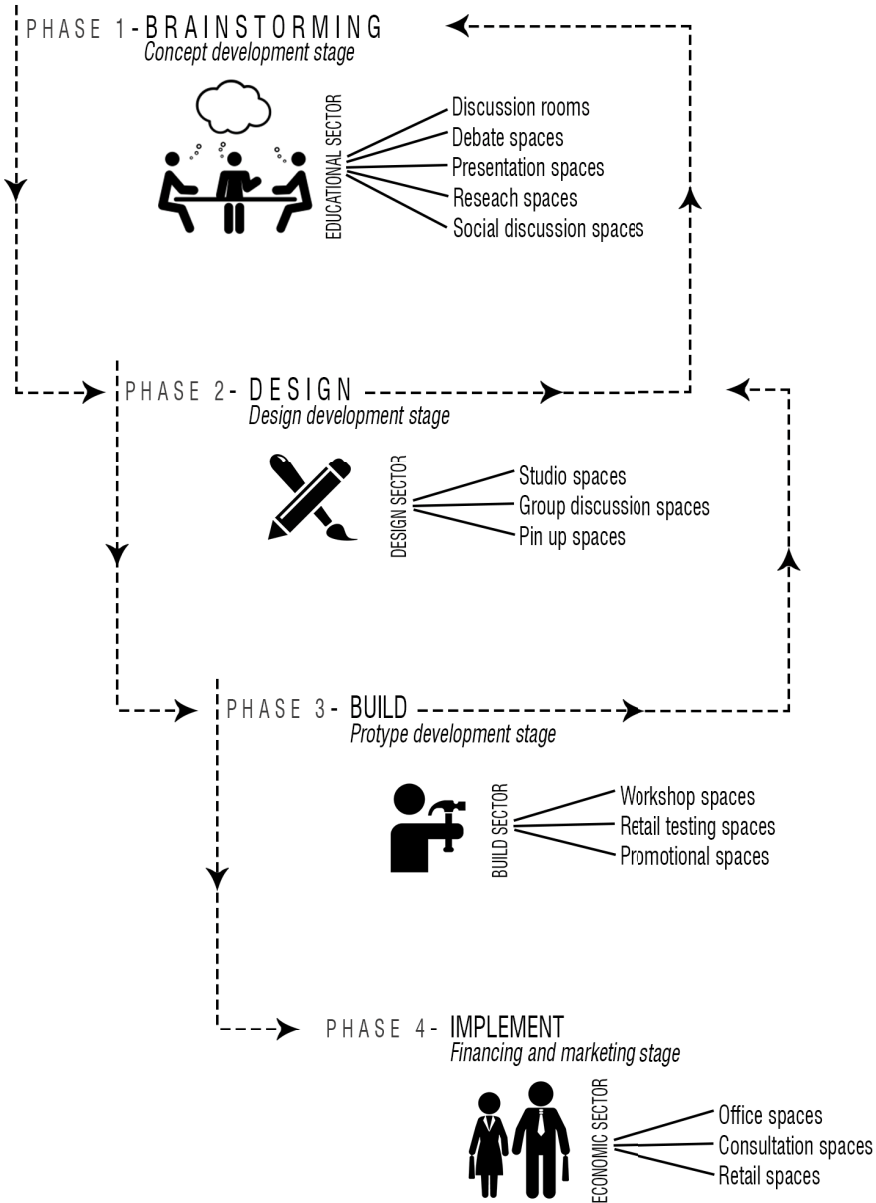 PHASE 1- BRAINSTORMING
Concept development stage
EDUCATIONAL SECTOR
Discussion rooms
Debate spaces
Presentation spaces
Reseach spaces
Social discussion spaces
PHASE 2- DESIGN
Design development stage
DESIGN SECTOR
Studio spaces
Group discussion spaces
Pin up spaces
PHASE 3- BUILD
Protype development stage
BUILD SECTOR
Workshop spaces
Retail testing spaces
Promotional spaces
PHASE 4- IMPLEMENT
Financing and marketing stage
ECONOMIC SECTOR
Office spaces
Consultation spaces
Retail spaces